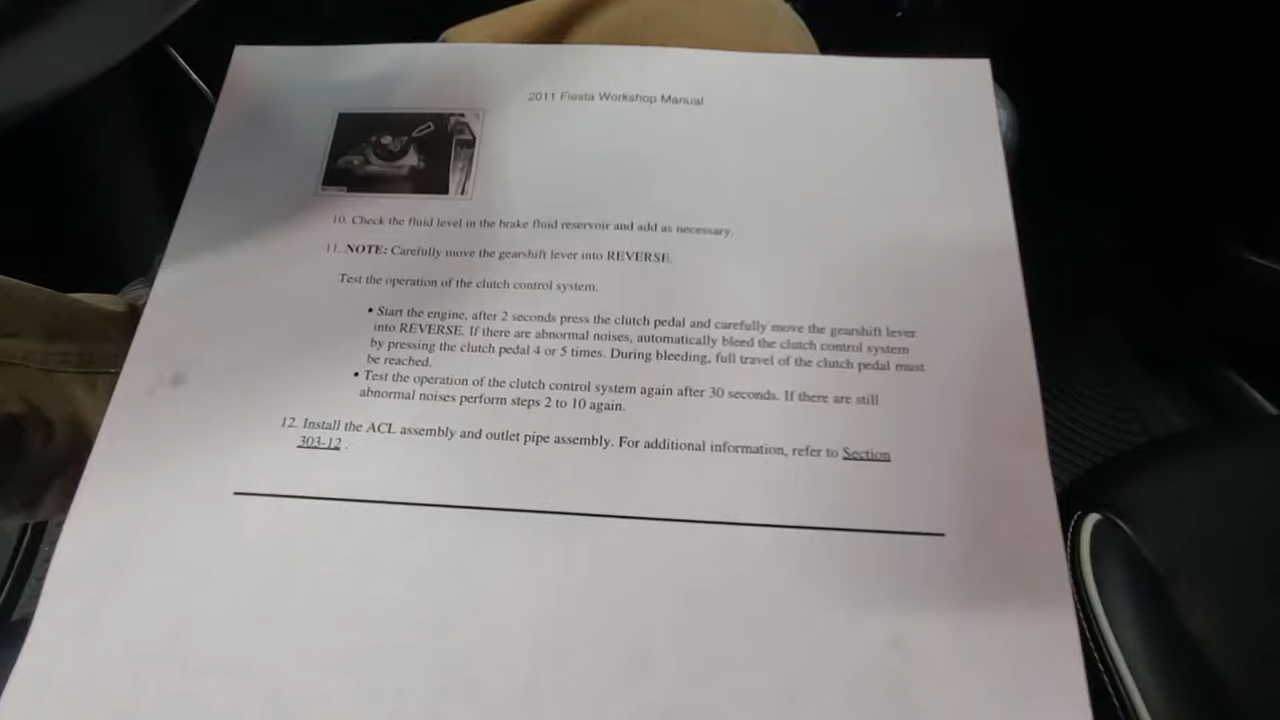 2011 Fiesta Workshop Manual
10. Check the fluid level in the brake fluid reservoir and add as necessary.
11. NOTE: Carefully move the gearshift lever into REVERSE.
Test the operation of the clutch control system.
• Start the engine, after 2 seconds press the clutch pedal and carefully move the gearshift lever
into REVERSE. If there are abnormal noises, automatically bleed the clutch control system
by pressing the clutch pedal 4 or 5 times. During bleeding, full travel of the clutch pedal must
be reached.
• Test the operation of the clutch control system again after 30 seconds. If there are still
abnormal noises perform steps 2 to 10 again.
12. Install the ACL assembly and outlet pipe assembly. For additional information, refer to Section
303-12 .